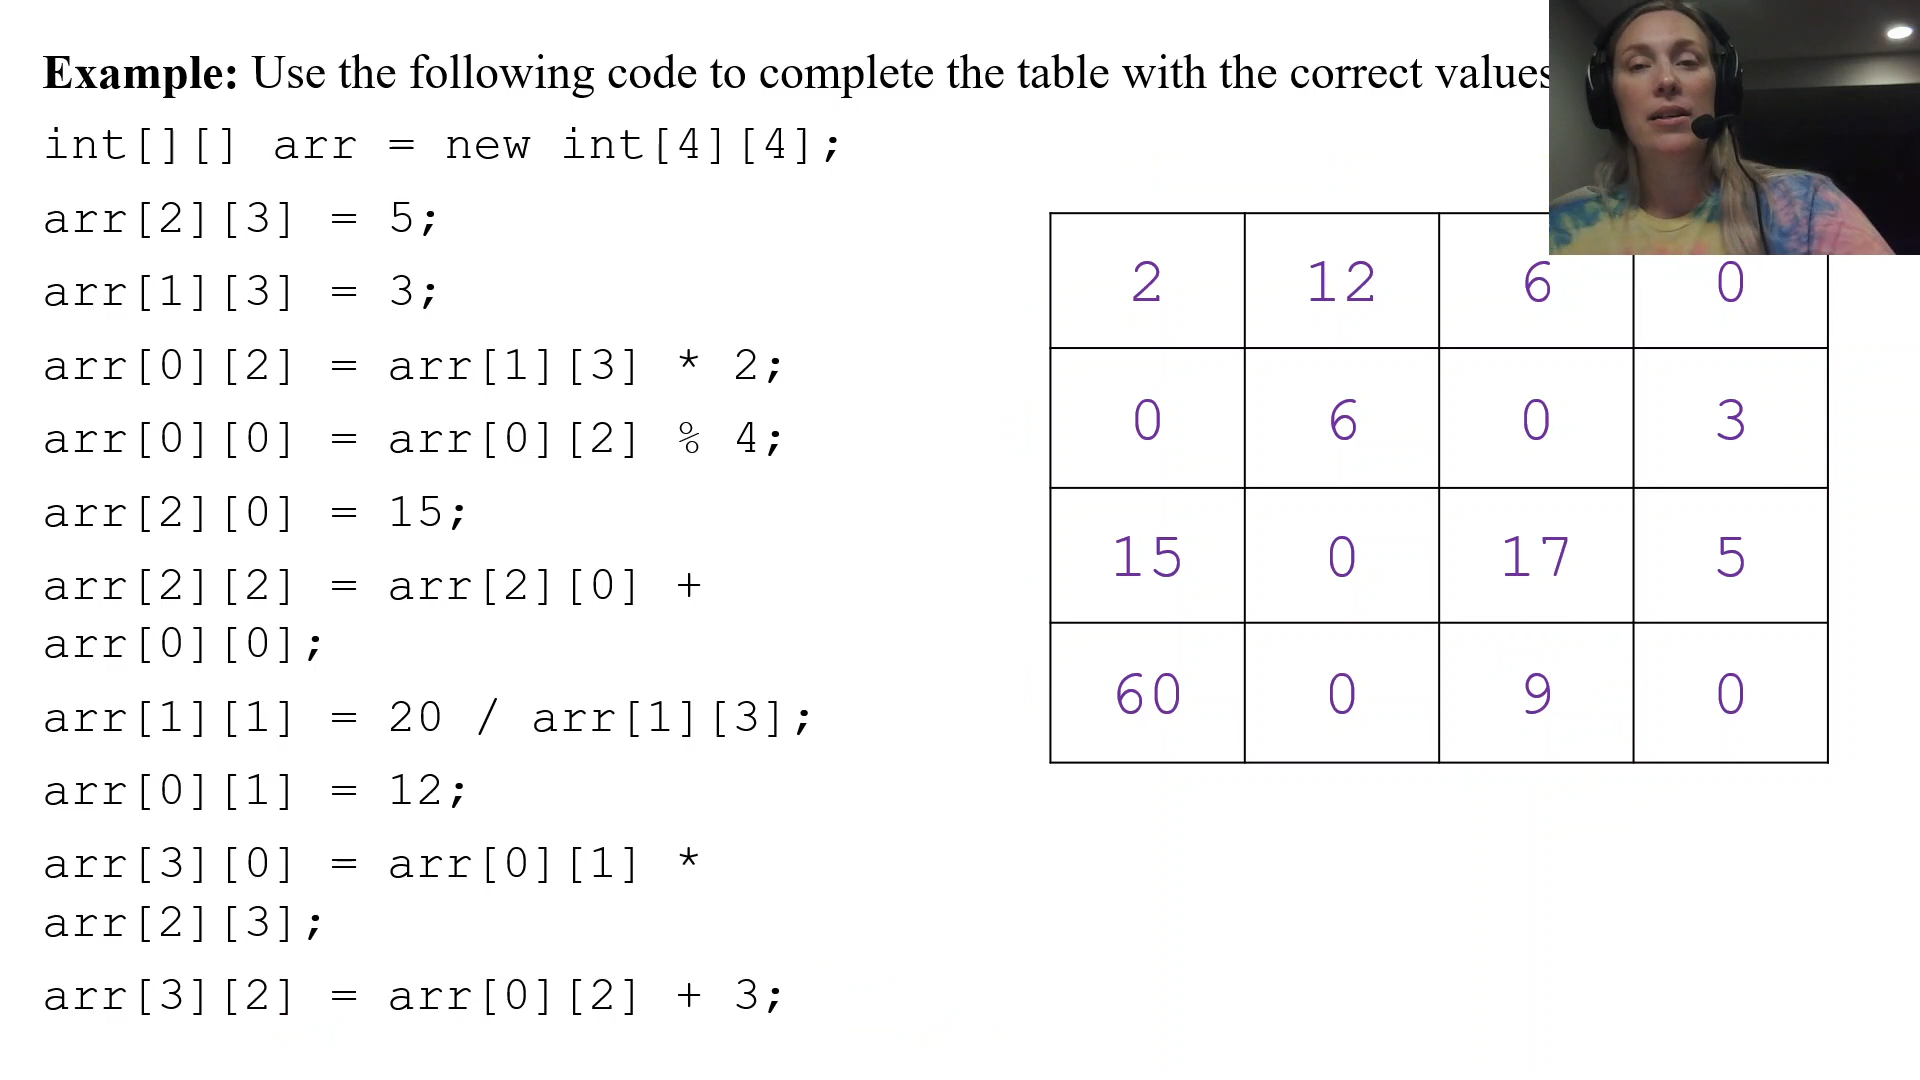 Example: Use the following code to complete the table with the correct values
int[][] arr = new int[4][4];
arr[2][3] = 5;
arr[1][3] = 3;
arr[0][2] = arr[1][3] * 2;
arr[0][0] = arr[0][2] % 4;
arr[2][0] = 15;
arr[2][2] = arr[2][0] +
arr[0][0];
arr[1][1] = 20 / arr[1][3];
arr[0][1] = 12;
arr[3][0] = arr[0][1] *
arr[2][3];
arr[3][2] = arr[0][2] + 3;
2 12 6 0
0 6 0 3
15 0 17 5
60 0 9 0